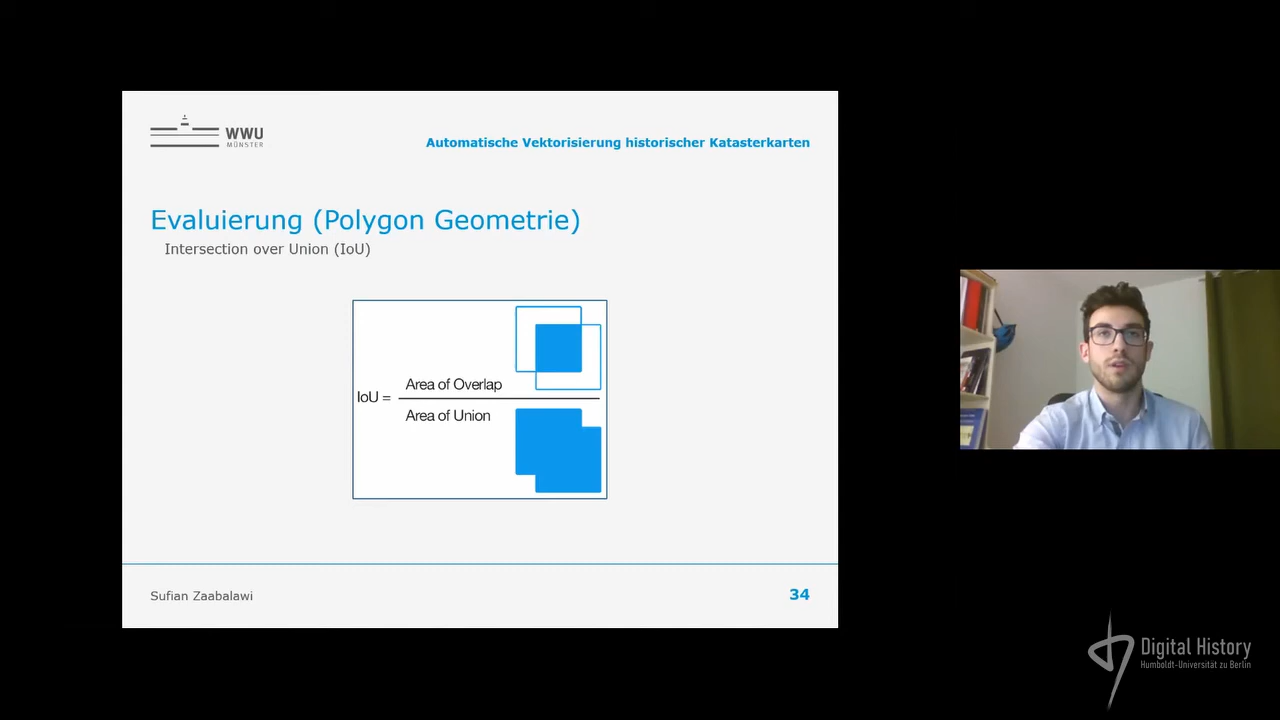 WWU
MÜNSTER
Automatische Vektorisierung historischer Katasterkarten
Evaluierung (Polygon Geometrie)
Intersection over Union (IoU)
IoU =
Area of Overlap
Area of Union
Sufian Zaabalawi
34
Digital History
Humboldt-Universität zu Berlin